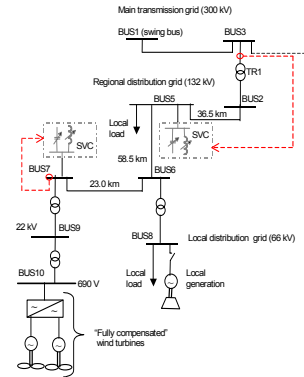 Main transmission grid (300 kV)
BUS1 (swing bus)
BUS3
TR1
Regional distribution grid (132 kV)
BUS5
BUS2
36.5 km
Local
load
SVC
SVC
58.5 km
BUS7
BUS6
23.0 km
22 kV
BUS9
BUS8
Local distribution grid (66 kV)
BUS10
690 V
Local
load
Local
generation
~
~
~
~
~
"Fully compensated"
wind turbines